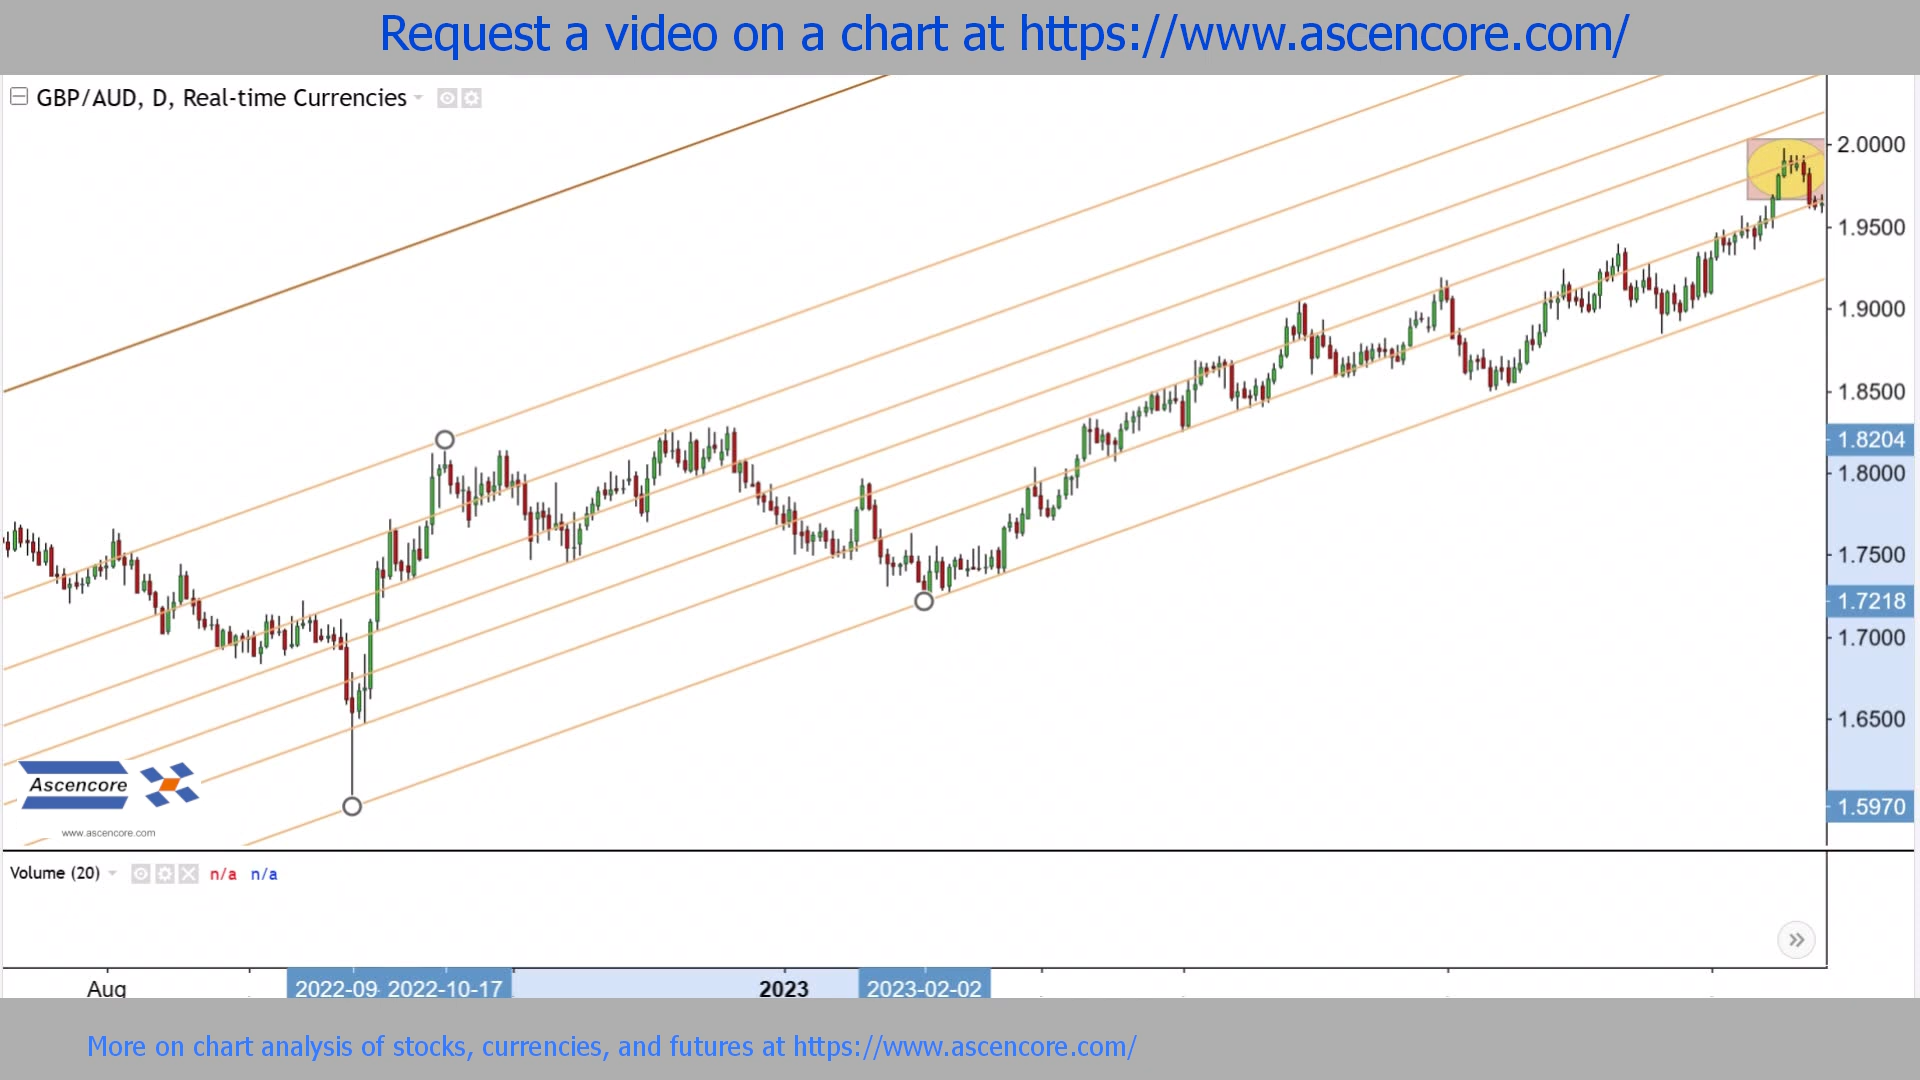 Request a video on a chart at https://www.ascencore.com/
GBP/AUD, D, Real-time Currencies
2.0000
1.9500
1.9000
1.8500
1.8204
1.8000
1.7500
1.7218
1.7000
1.6500
1.5970
Ascencore
www.ascencore.com
Volume (20) n/a n/a
Aug 2022-09 2022-10-17 2023 2023-02-02
More on chart analysis of stocks, currencies, and futures at https://www.ascencore.com/